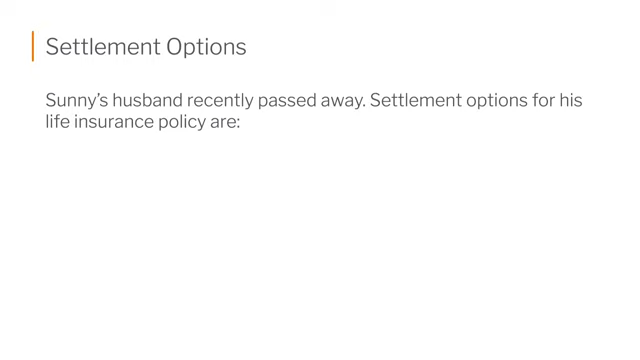 Settlement Options
Sunny’s husband recently passed away. Settlement options for his
life insurance policy are: